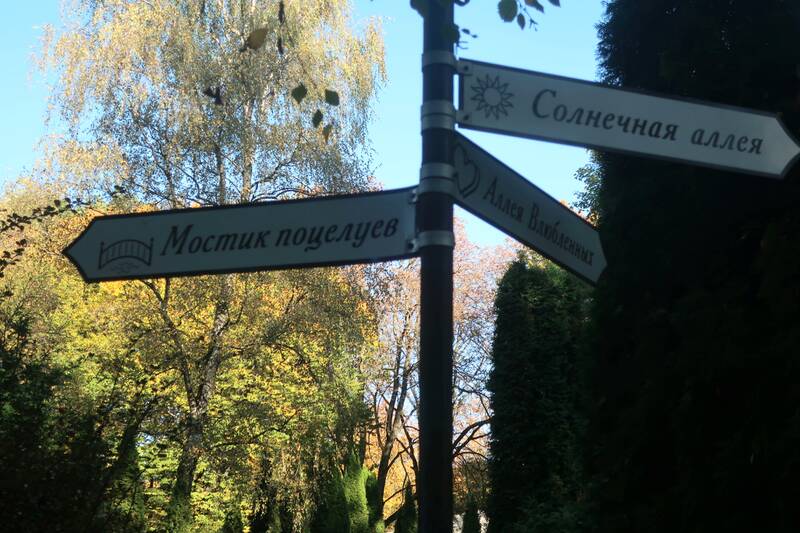 Солнечная аллея
Аллея Влюбленных
Мостик поцелуев